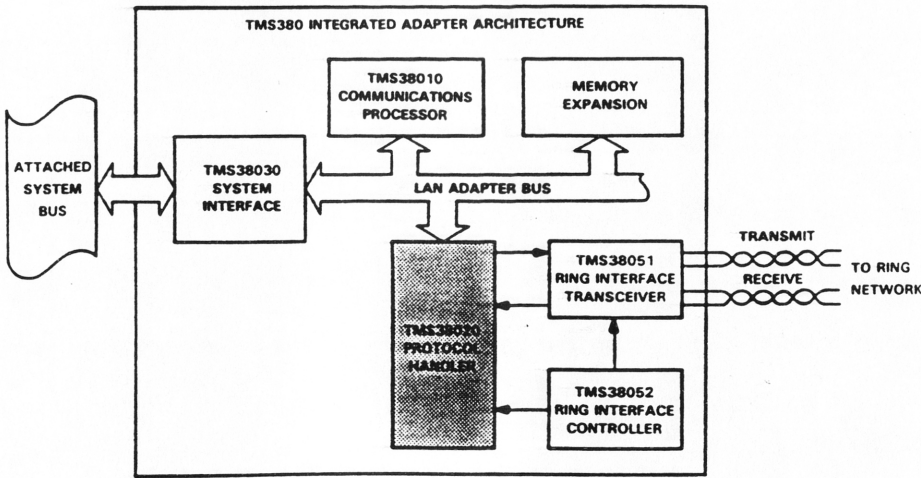 TMS380 INTEGRATED ADAPTER ARCHITECTURE
TMS38010
COMMUNICATIONS
PROCESSOR
MEMORY
EXPANSION
ATTACHED
SYSTEM
BUS
TMS38030
SYSTEM
INTERFACE
LAN ADAPTER BUS
TMS38020
PROTOCOL
HANDLER
TMS38051
RING INTERFACE
TRANSCEIVER
TRANSMIT
RECEIVE
TO RING
NETWORK
TMS38052
RING INTERFACE
CONTROLLER